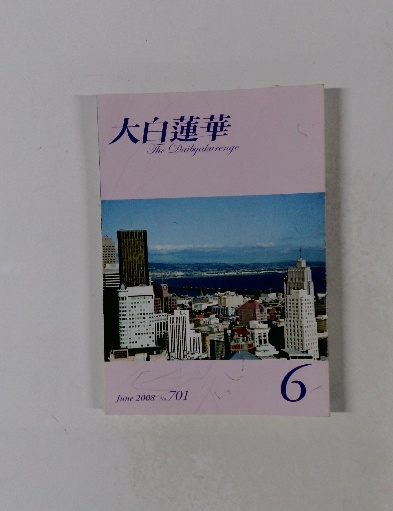 大白蓮華
The Daibyakurenge
June 2008 No.701
6